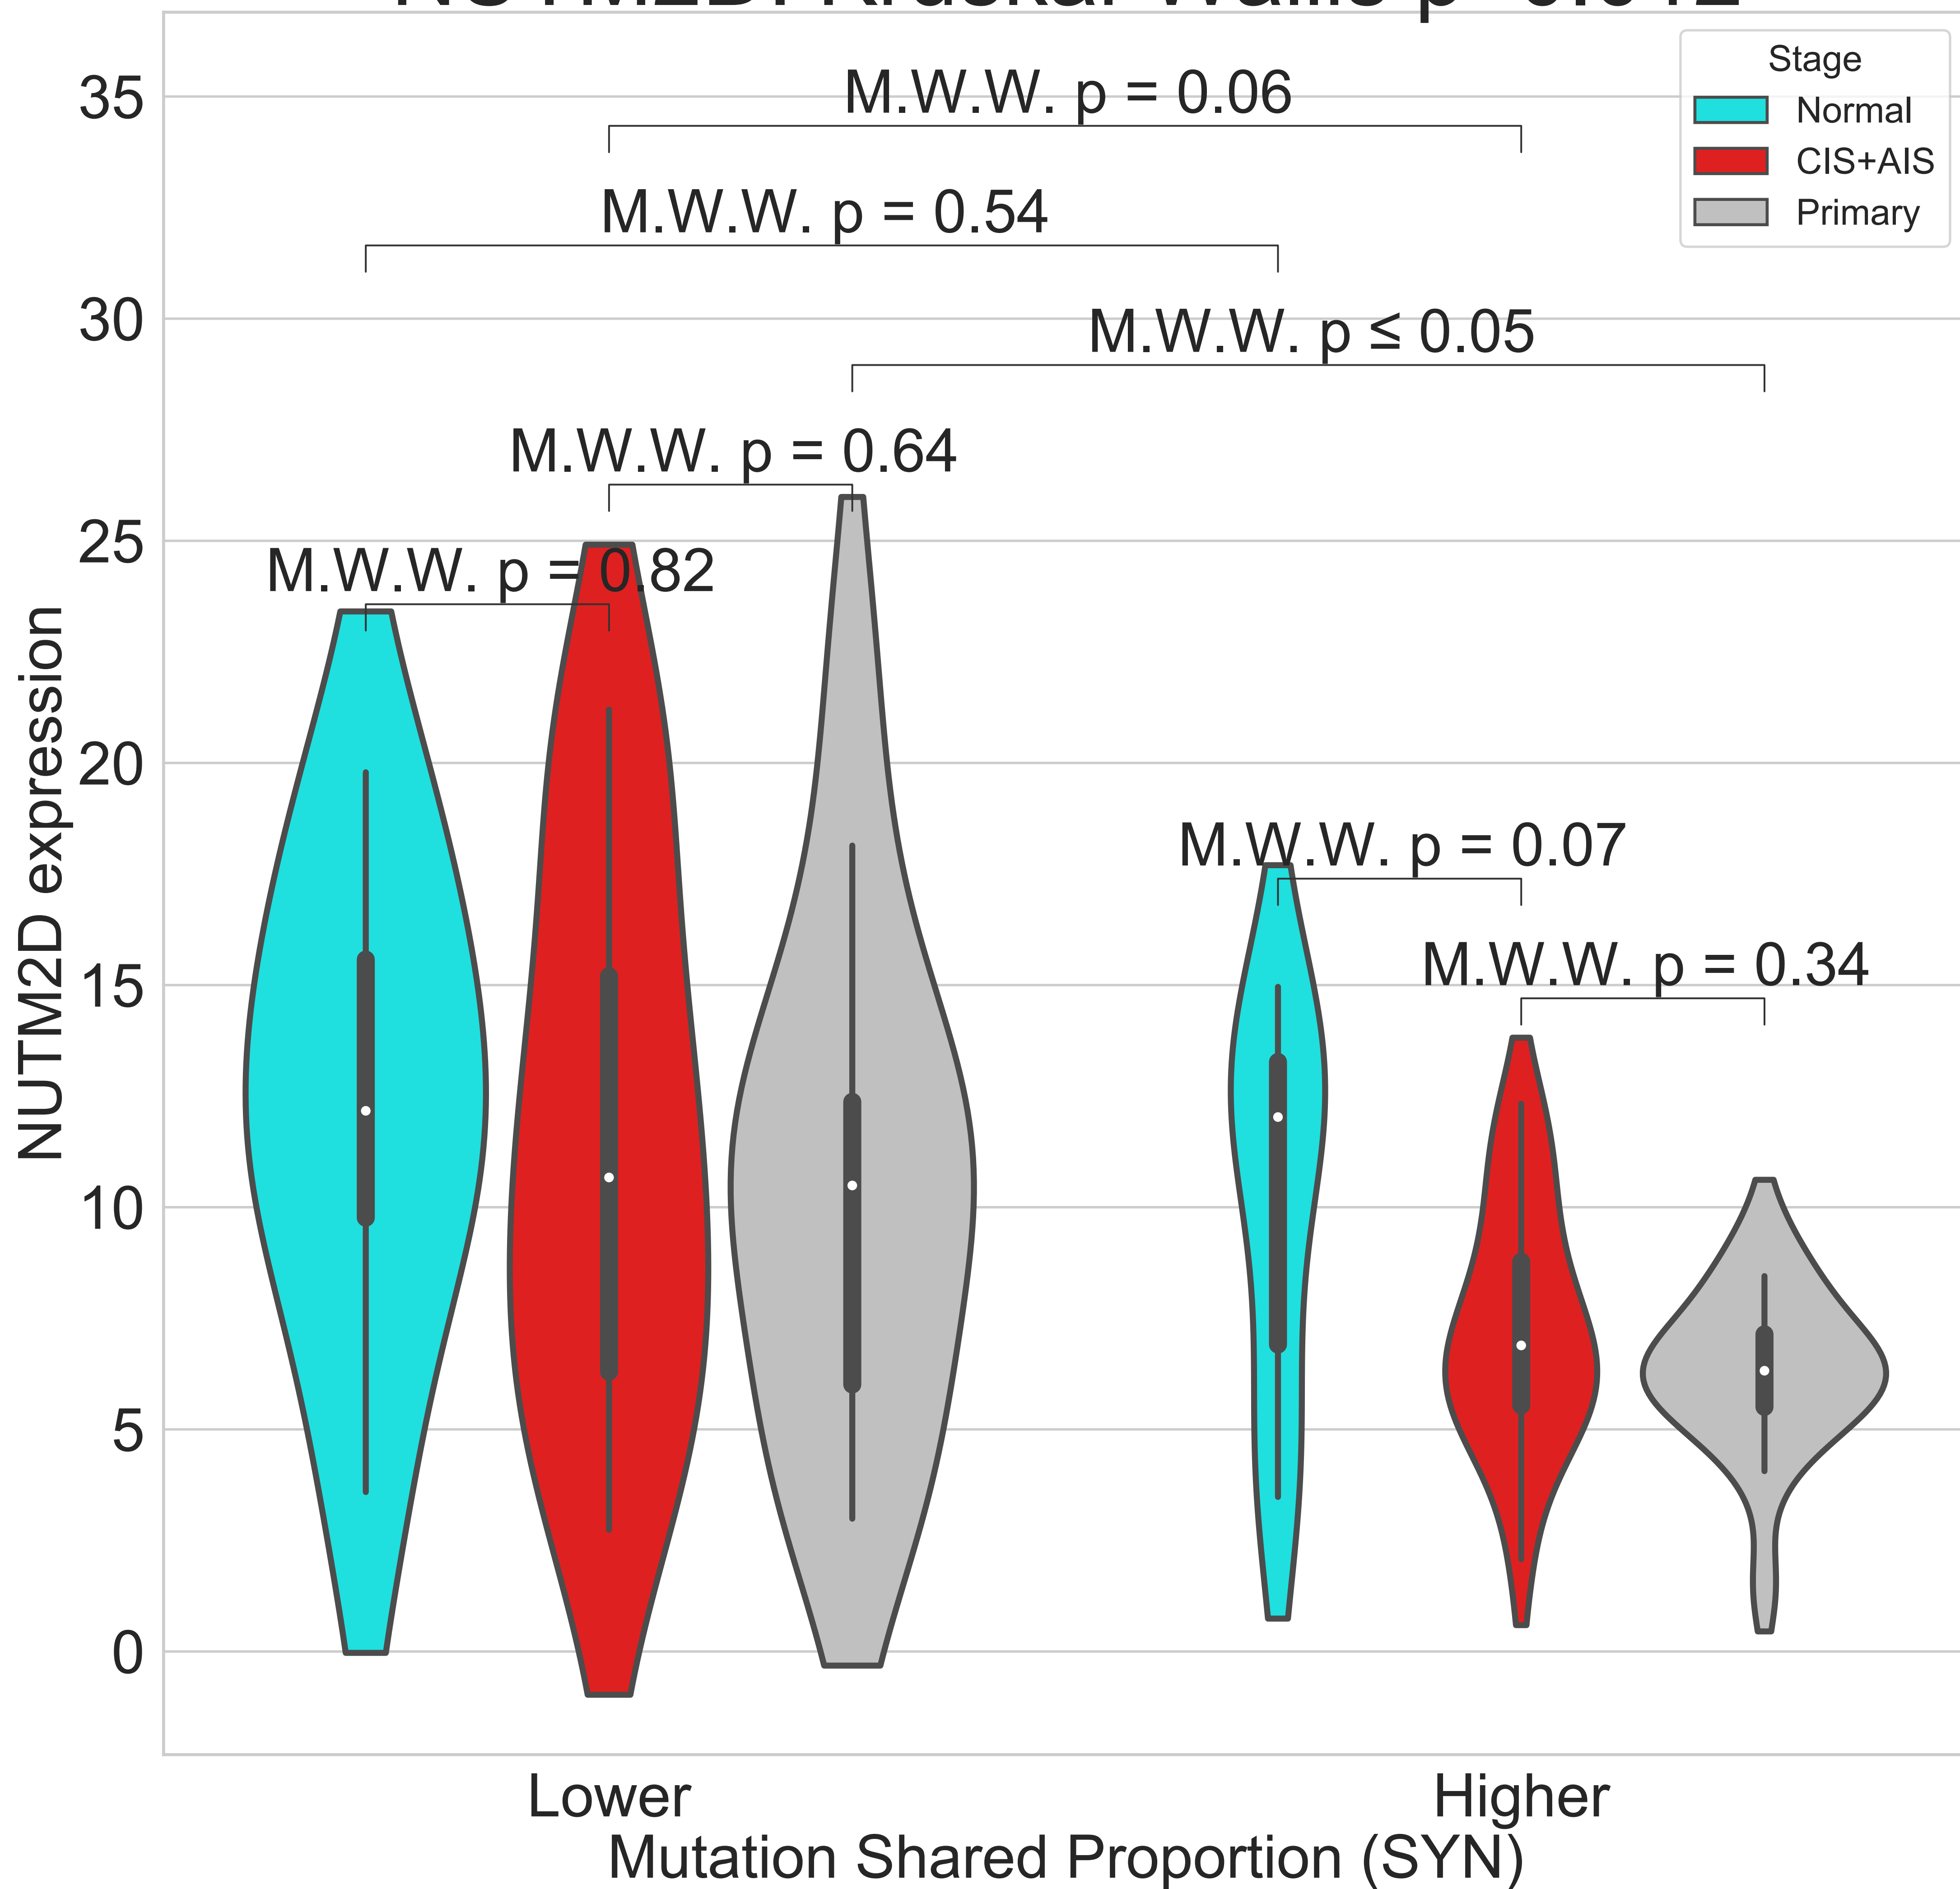 35
30
25
20
15
10
5
0
NUTM2D expression
M.W.W. p = 0.06
M.W.W. p = 0.54
M.W.W. p ≤ 0.05
M.W.W. p = 0.64
M.W.W. p = 0.82
M.W.W. p = 0.07
M.W.W. p = 0.34
Stage
Normal
CIS+AIS
Primary
Lower
Higher
Mutation Shared Proportion (SYN)